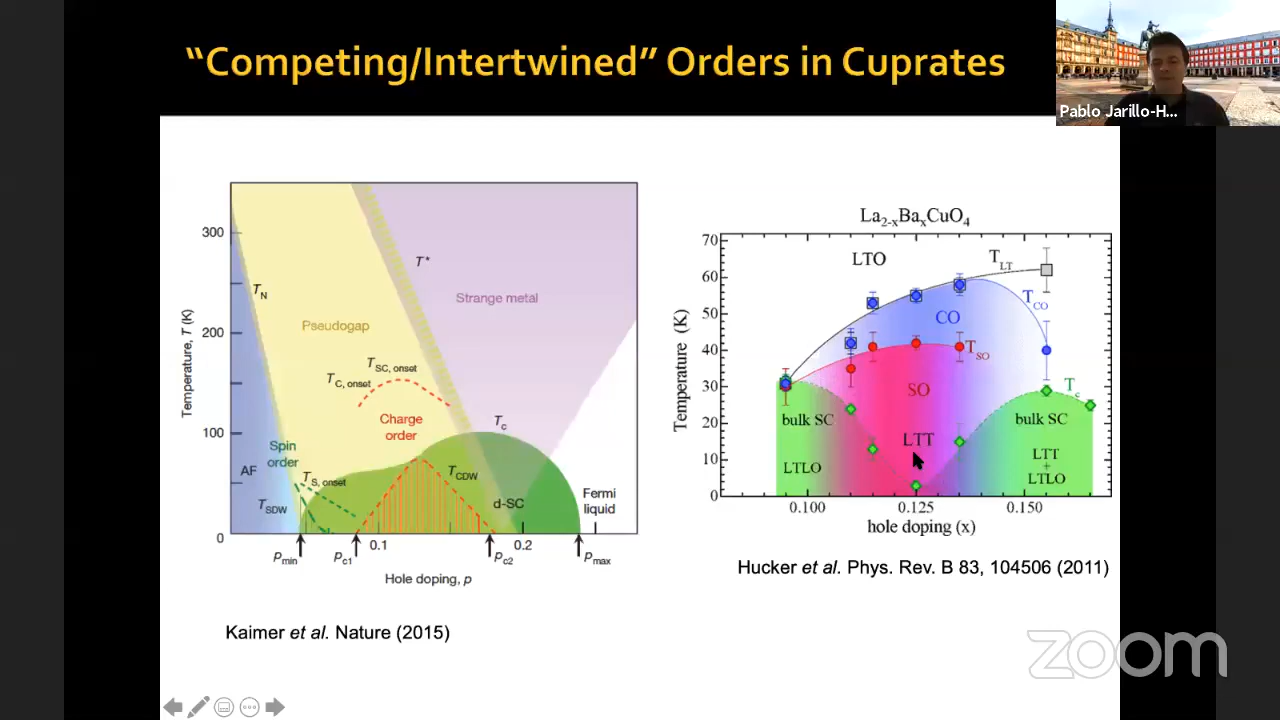 "Competing/Intertwined" Orders in Cuprates
Pablo Jarillo-H...
300
200
100
0
Temperature, T (K)
T_N
T*
Strange metal
Pseudogap
T_SC, onset
T_C, onset
Charge
order
T_c
Spin
order
AF
T_S, onset
T_CDW
T_SDW
d-SC
Fermi
liquid
p_min
p_c1
0.1
p_c2
0.2
p_max
Hole doping, p
Kaimer et al. Nature (2015)
La_2-xBa_xCuO_4
70
60
50
40
30
20
10
0
Temperature (K)
LTO
T_LT
T_CO
CO
T_SO
SO
T_c
bulk SC
bulk SC
LTT
LTLO
LTT
+
LTLO
0.100
0.125
0.150
hole doping (x)
Hucker et al. Phys. Rev. B 83, 104506 (2011)
zoom